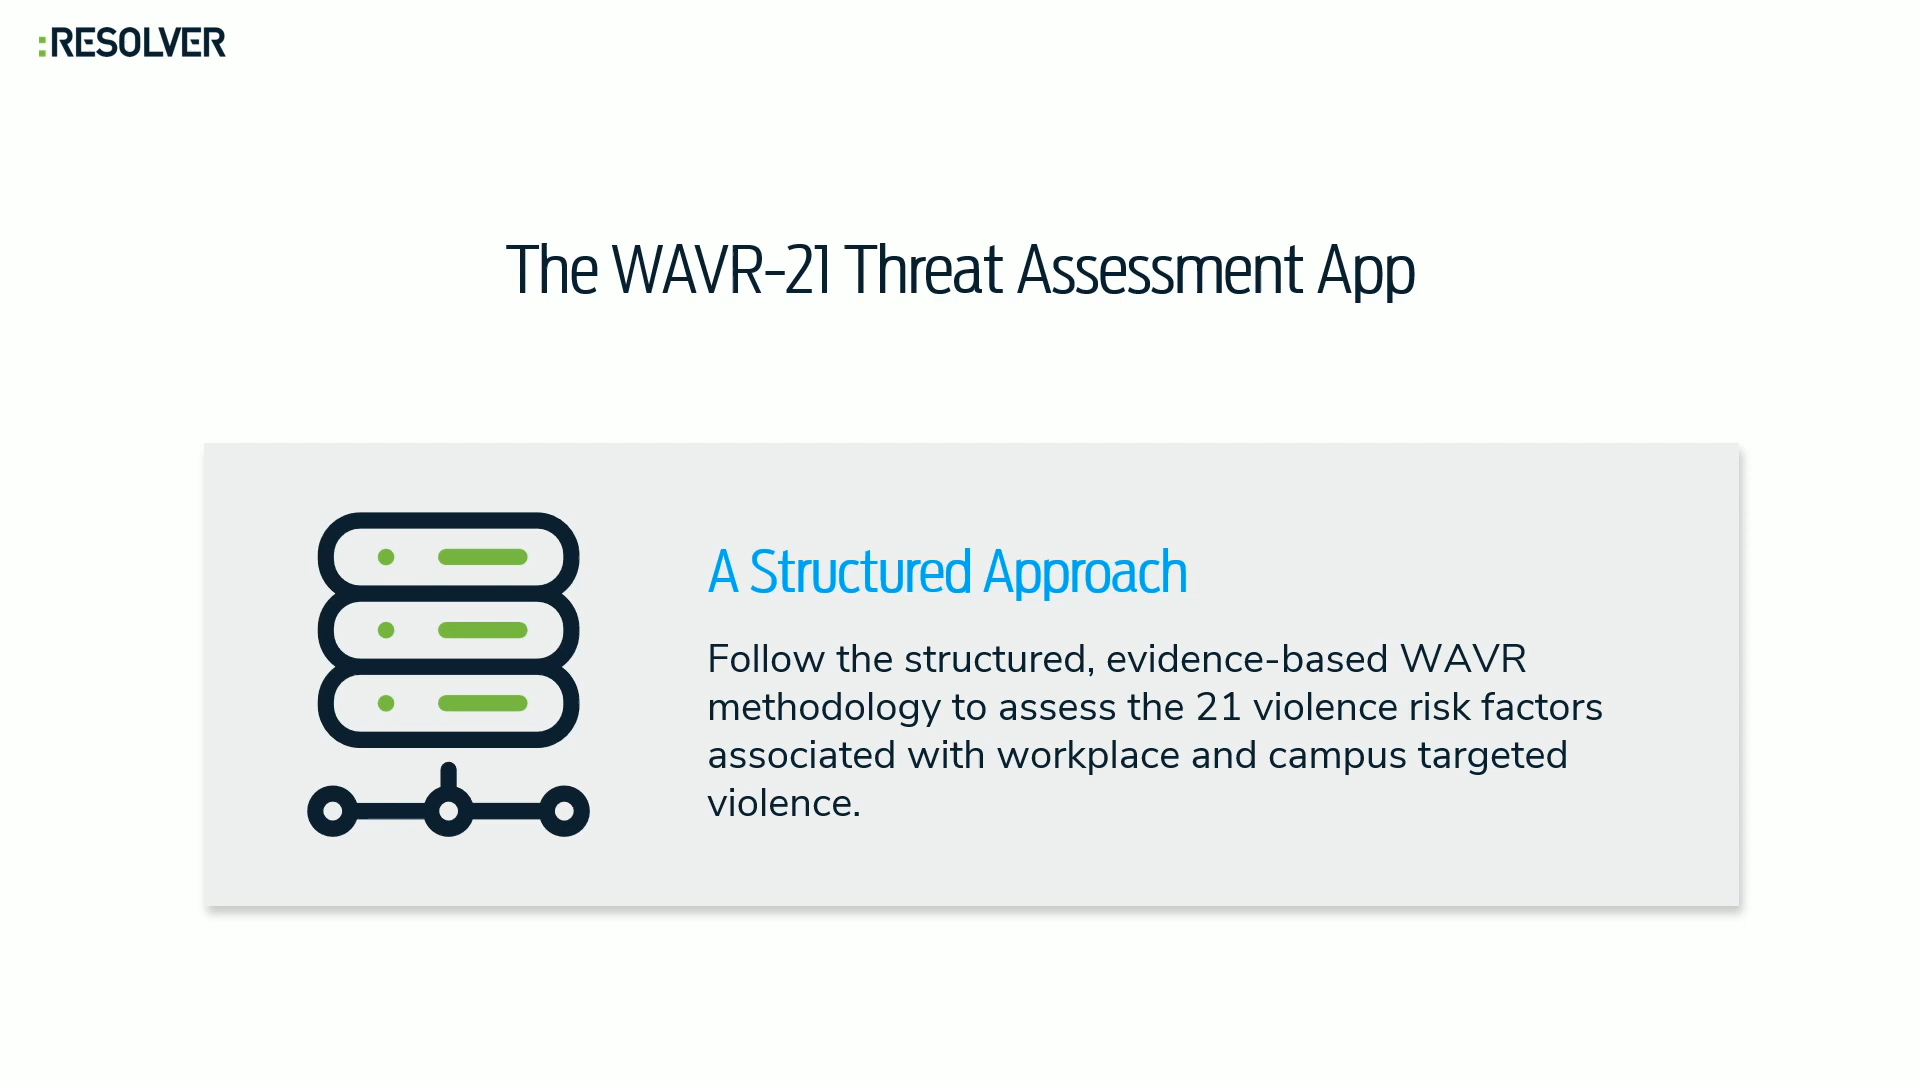 :RESOLVER
The WAVR-21 Threat Assessment App
A Structured Approach
Follow the structured, evidence-based WAVR
methodology to assess the 21 violence risk factors
associated with workplace and campus targeted
violence.